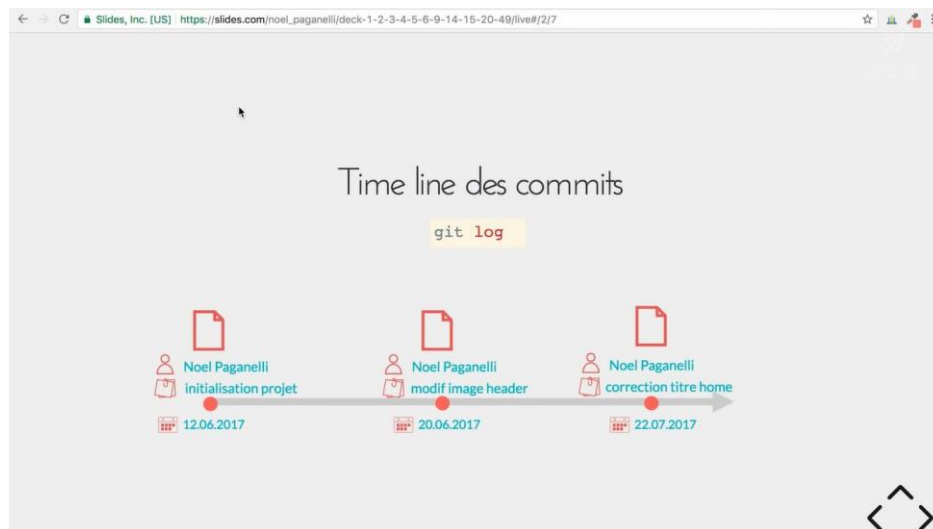 Slides, Inc. [US] https://slides.com/noel_paganelli/deck-1-2-3-4-5-6-9-14-15-20-49/live#/2/7
Time line des commits
git log
Noel Paganelli
initialisation projet
12.06.2017
Noel Paganelli
modif image header
20.06.2017
Noel Paganelli
correction titre home
22.07.2017